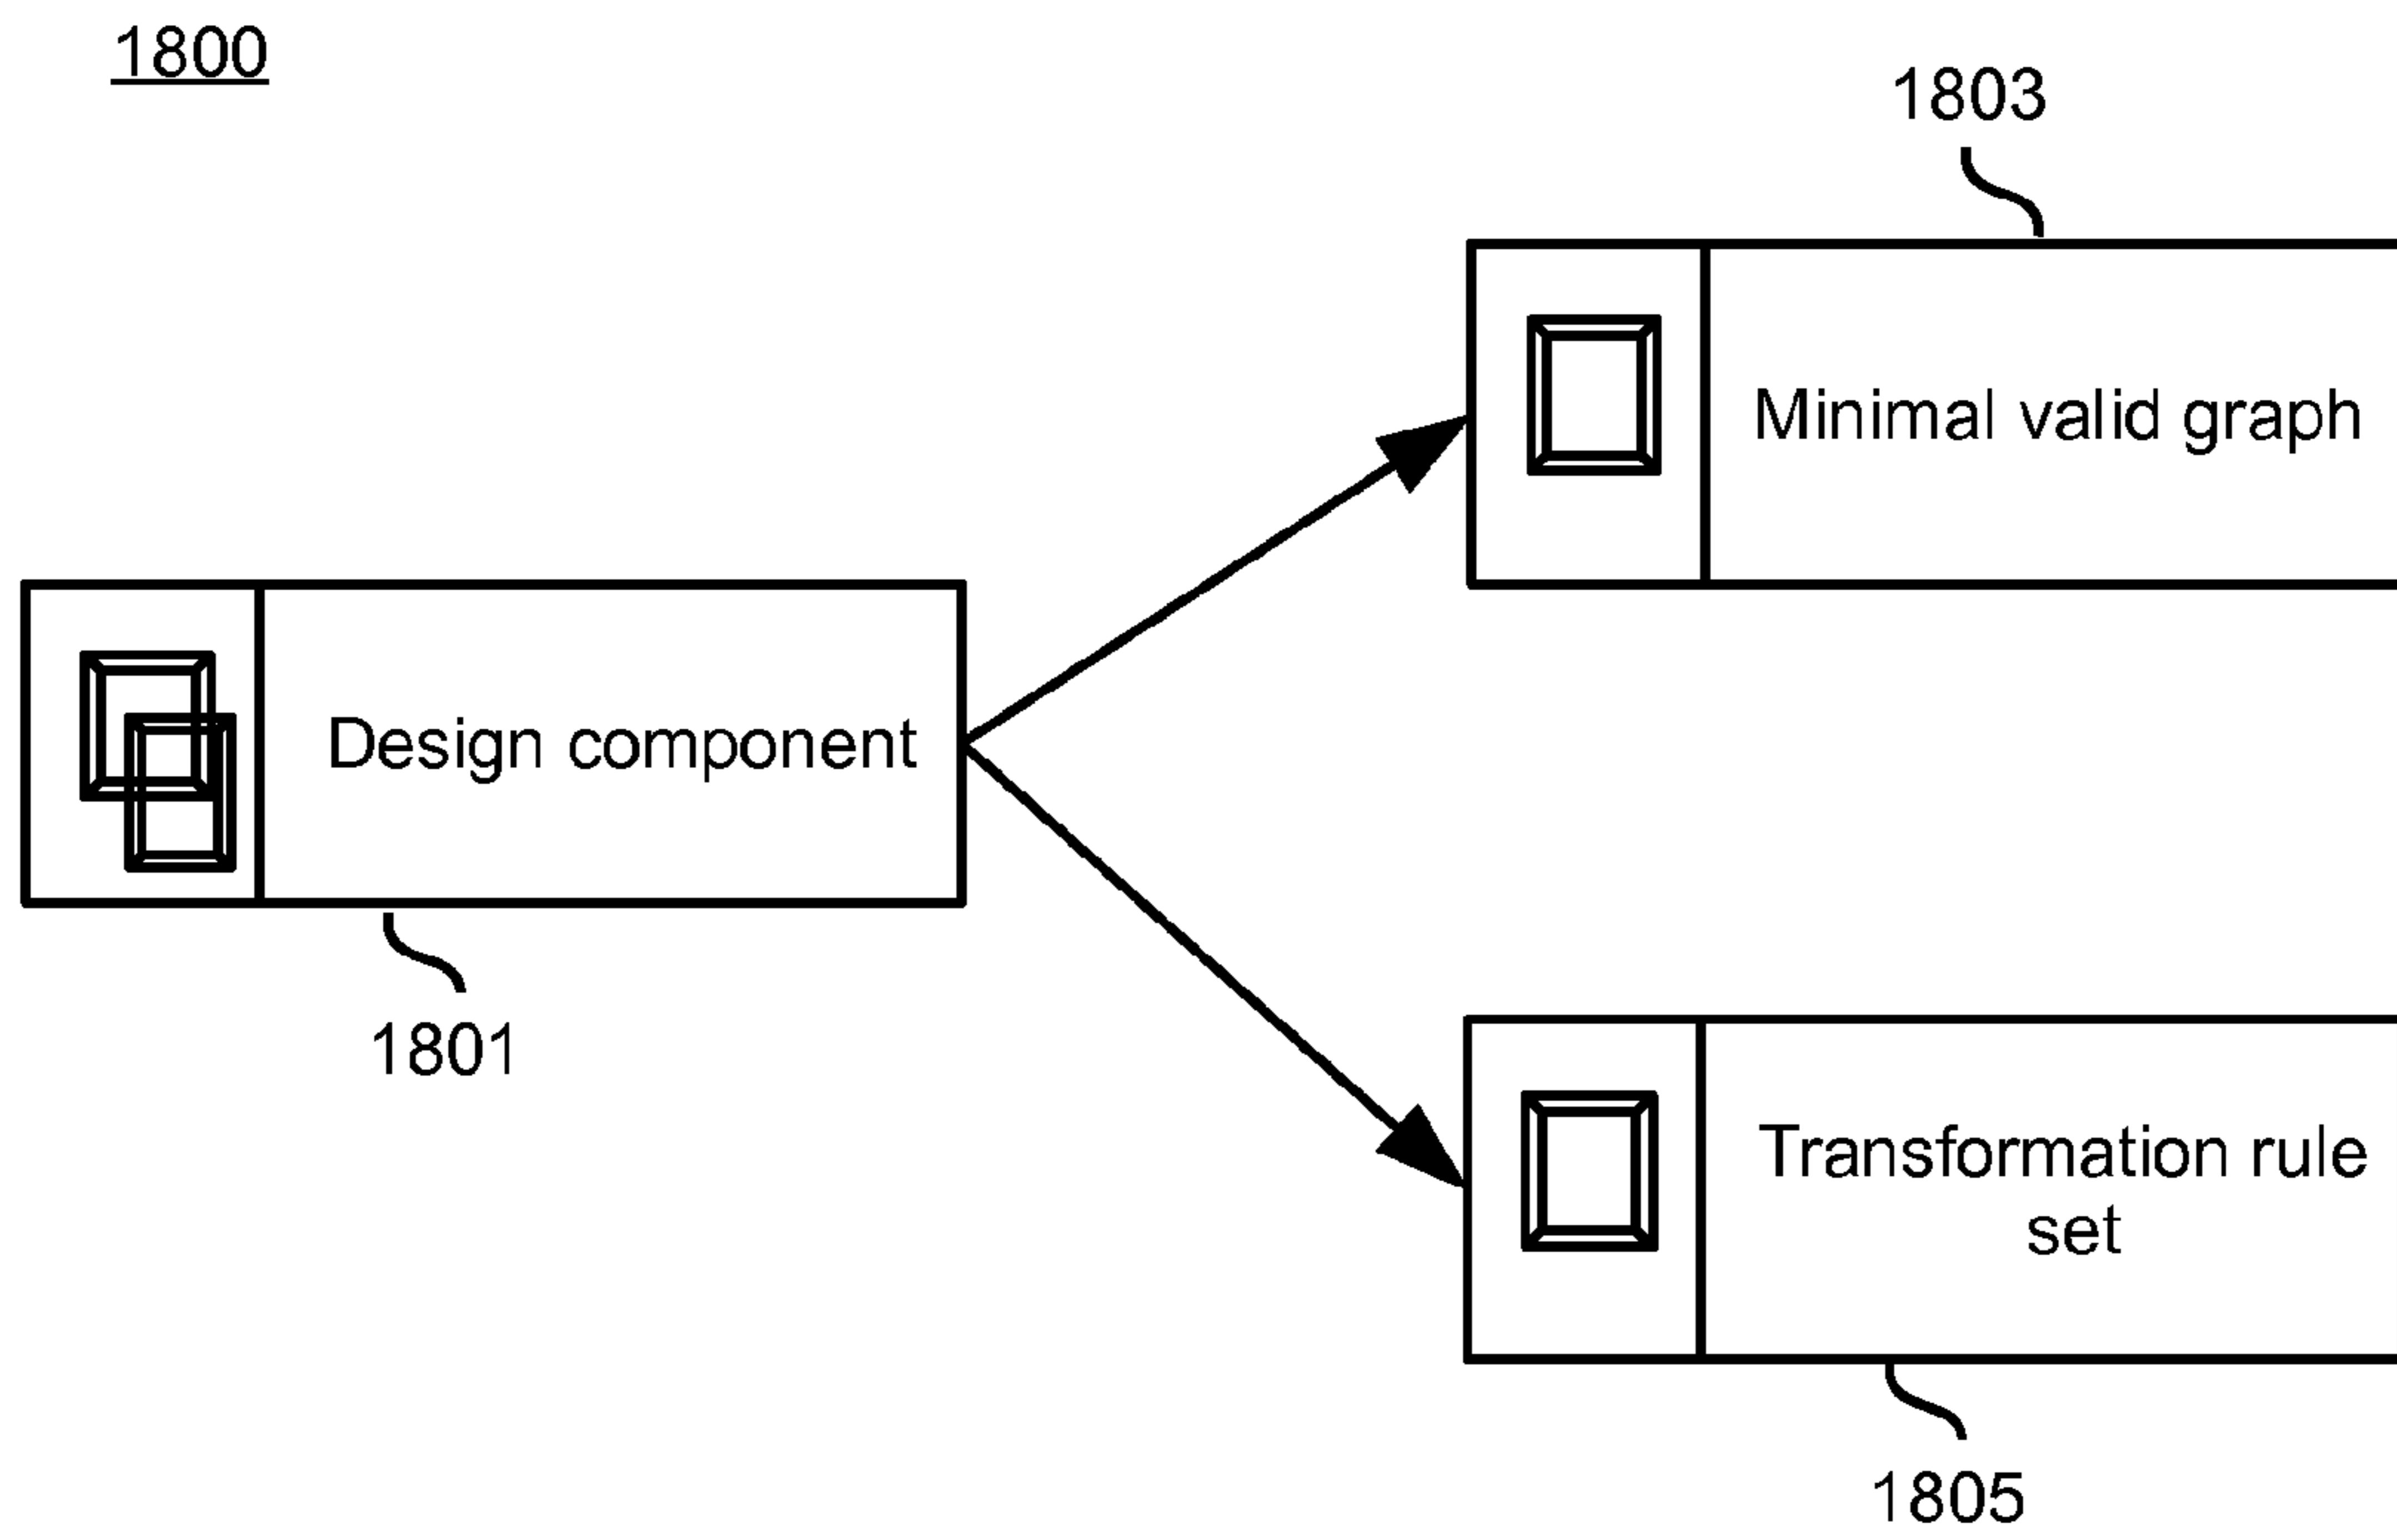 1800
1803
Minimal valid graph
Design component
1801
Transformation rule
set
1805